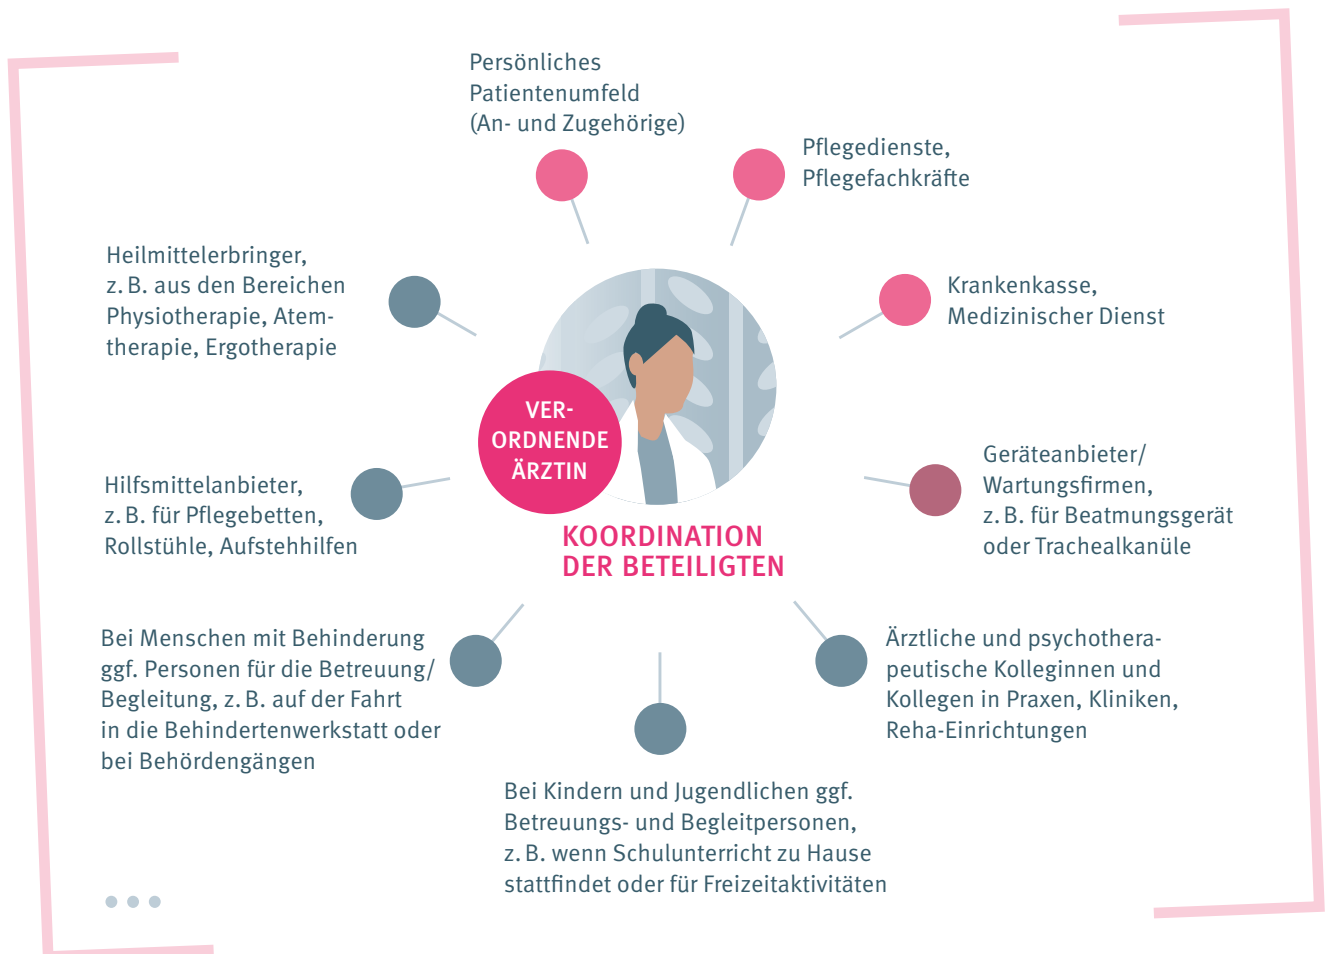 Persönliches
Patientenumfeld
(An- und Zugehörige)
Pflegedienste,
Pflegefachkräfte
Heilmittelerbringer,
z. B. aus den Bereichen
Physiotherapie, Atem-
therapie, Ergotherapie
Krankenkasse,
Medizinischer Dienst
VER-
ORDNENDE
ÄRZTIN
Hilfsmittelanbieter,
z. B. für Pflegebetten,
Rollstühle, Aufstehhilfen
Geräteanbieter/
Wartungsfirmen,
z. B. für Beatmungsgerät
oder Trachealkanüle
KOORDINATION
DER BETEILIGTEN
Bei Menschen mit Behinderung
ggf. Personen für die Betreuung/
Begleitung, z. B. auf der Fahrt
in die Behindertenwerkstatt oder
bei Behördengängen
Ärztliche und psychothera-
peutische Kolleginnen und
Kollegen in Praxen, Kliniken,
Reha-Einrichtungen
Bei Kindern und Jugendlichen ggf.
Betreuungs- und Begleitpersonen,
z. B. wenn Schulunterricht zu Hause
stattfindet oder für Freizeitaktivitäten